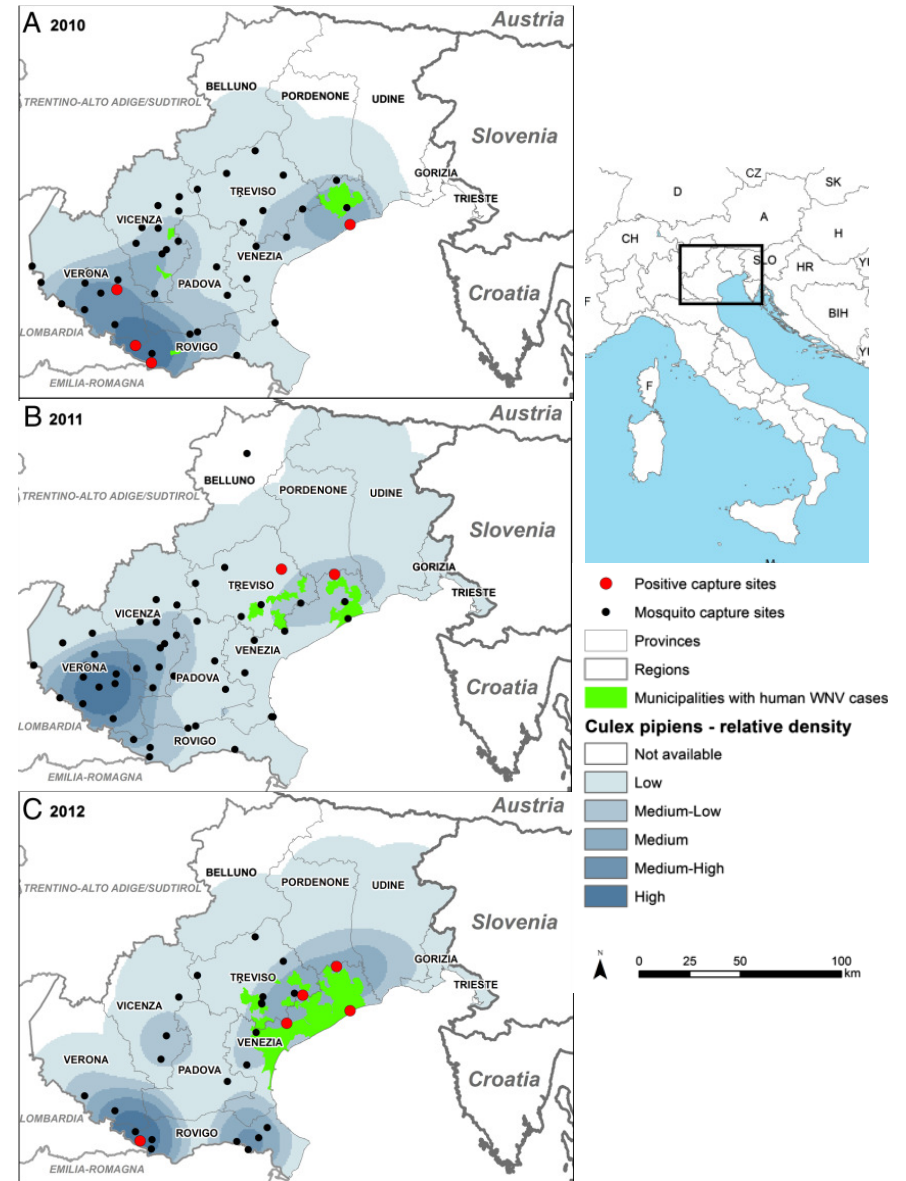 A 2010
Austria
BELLUNO
TRENTINO-ALTO ADIGE/SUDTIROL
PORDENONE
UDINE
Slovenia
GORIZIA
TREVISO
TRIESTE
VICENZA
VENEZIA
VERONA
PADOVA
Croatia
LOMBARDIA
ROVIGO
EMILIA-ROMAGNA
B 2011
Austria
BELLUNO
PORDENONE
UDINE
TRENTINO-ALTO ADIGE/SUDTIROL
Slovenia
GORIZIA
TREVISO
TRIESTE
VICENZA
VENEZIA
VERONA
PADOVA
Croatia
LOMBARDIA
ROVIGO
EMILIA-ROMAGNA
C 2012
Austria
BELLUNO
PORDENONE
UDINE
TRENTINO-ALTO ADIGE/SUDTIROL
Slovenia
GORIZIA
TREVISO
TRIESTE
VICENZA
VENEZIA
VERONA
PADOVA
Croatia
LOMBARDIA
ROVIGO
EMILIA-ROMAGNA
CZ
D
SK
A
CH
H
SLO
HR
YU
F
BIH
YU
F
Positive capture sites
Mosquito capture sites
Provinces
Regions
Municipalities with human WNV cases
Culex pipiens - relative density
Not available
Low
Medium-Low
Medium
Medium-High
High
N
0 25 50 100
km